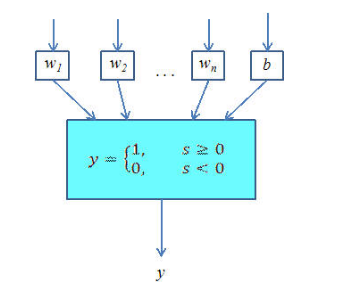 w1 w2 ... wn b
y = {1, s ≥ 0
0, s < 0
y